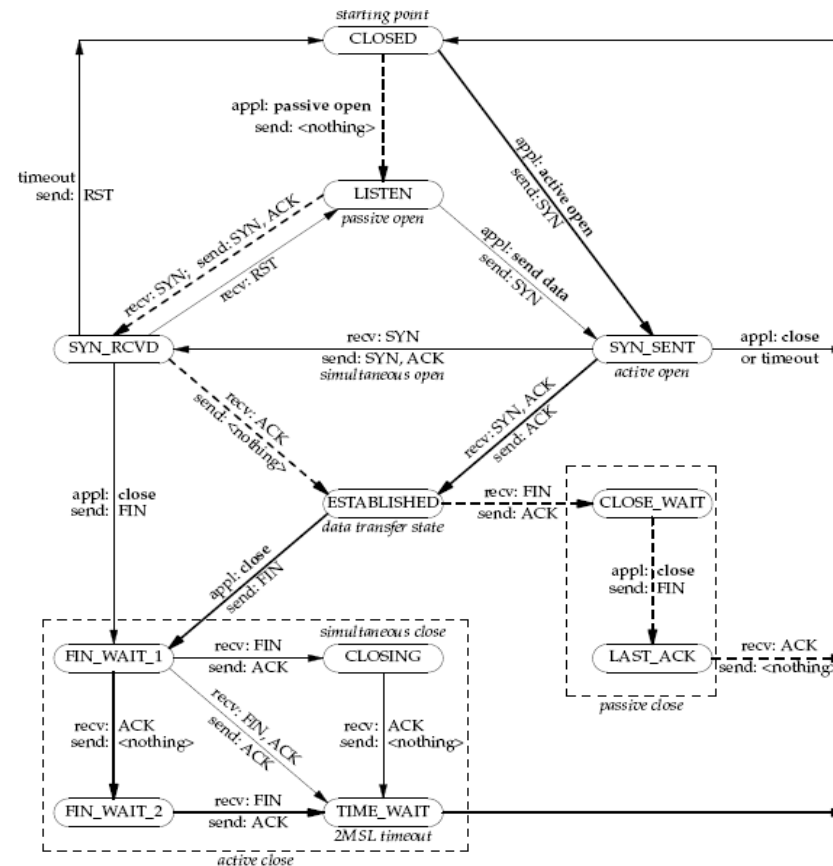 starting point
CLOSED
appl: passive open
send: <nothing>
appl: active open
send: SYN
timeout
send: RST
LISTEN
passive open
recv: SYN; send: SYN, ACK
recv: RST
appl: send data
send: SYN
SYN_RCVD
recv: SYN
send: SYN, ACK
simultaneous open
SYN_SENT
active open
appl: close
or timeout
recv: ACK
send: <nothing>
recv: SYN, ACK
send: ACK
appl: close
send: FIN
ESTABLISHED
data transfer state
recv: FIN
send: ACK
CLOSE_WAIT
appl: close
send: FIN
appl: close
send: FIN
simultaneous close
FIN_WAIT_1
recv: FIN
send: ACK
CLOSING
LAST_ACK
recv: ACK
send: <nothing>
passive close
recv: ACK
send: <nothing>
recv: FIN, ACK
send: ACK
recv: ACK
send: <nothing>
FIN_WAIT_2
recv: FIN
send: ACK
TIME_WAIT
2MSL timeout
active close